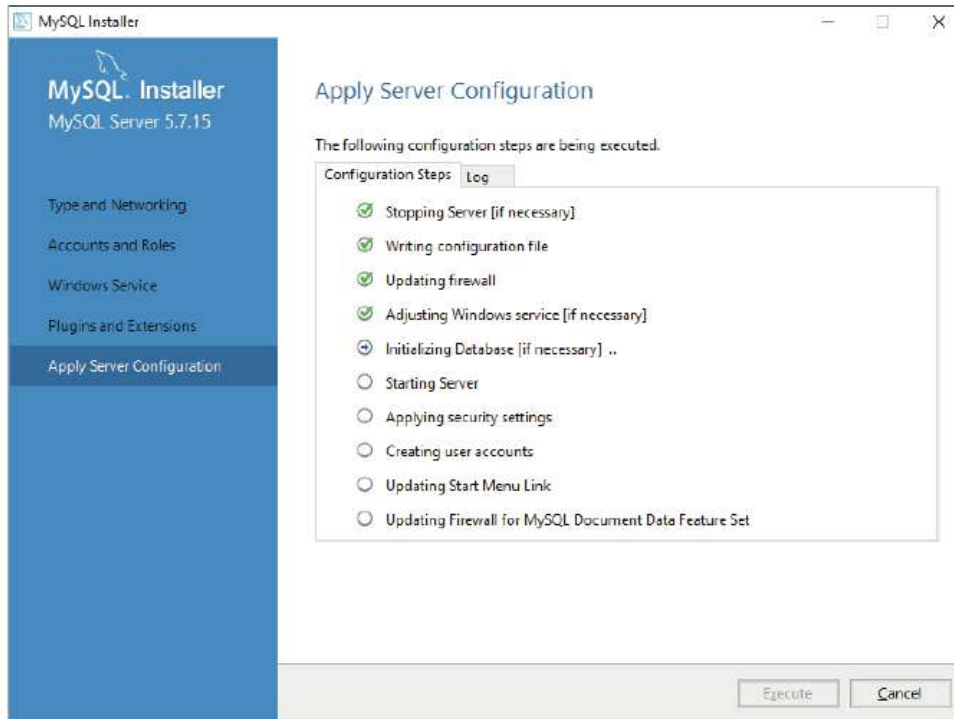 MySQL Installer
MySQL. Installer
MySQL Server 5.7.15
Type and Networking
Accounts and Roles
Windows Service
Plugins and Extensions
Apply Server Configuration
Apply Server Configuration
The following configuration steps are being executed.
Configuration Steps Log
Stopping Server [if necessary]
Writing configuration file
Updating firewall
Adjusting Windows service [if necessary]
Initializing Database [if necessary] ..
Starting Server
Applying security settings
Creating user accounts
Updating Start Menu Link
Updating Firewall for MySQL Document Data Feature Set
Execute Cancel